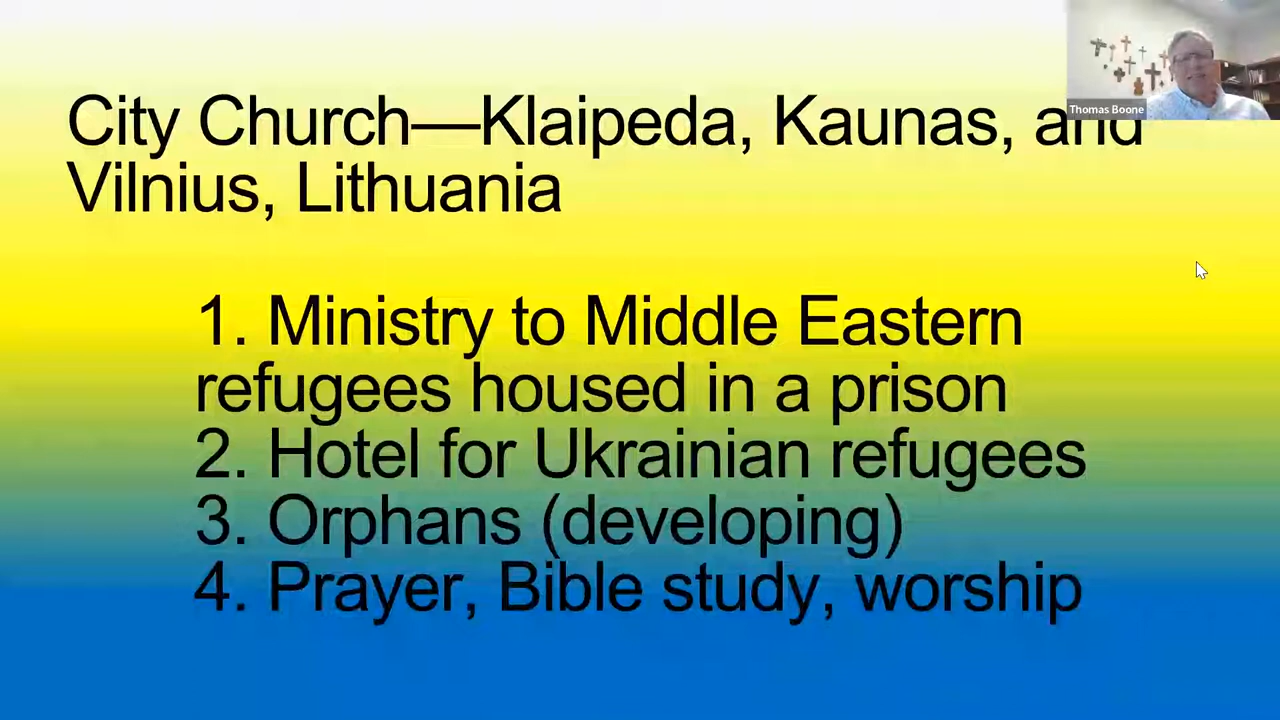 City Church—Klaipeda, Kaunas, and
Vilnius, Lithuania
1. Ministry to Middle Eastern
refugees housed in a prison
2. Hotel for Ukrainian refugees
3. Orphans (developing)
4. Prayer, Bible study, worship
Thomas Boone